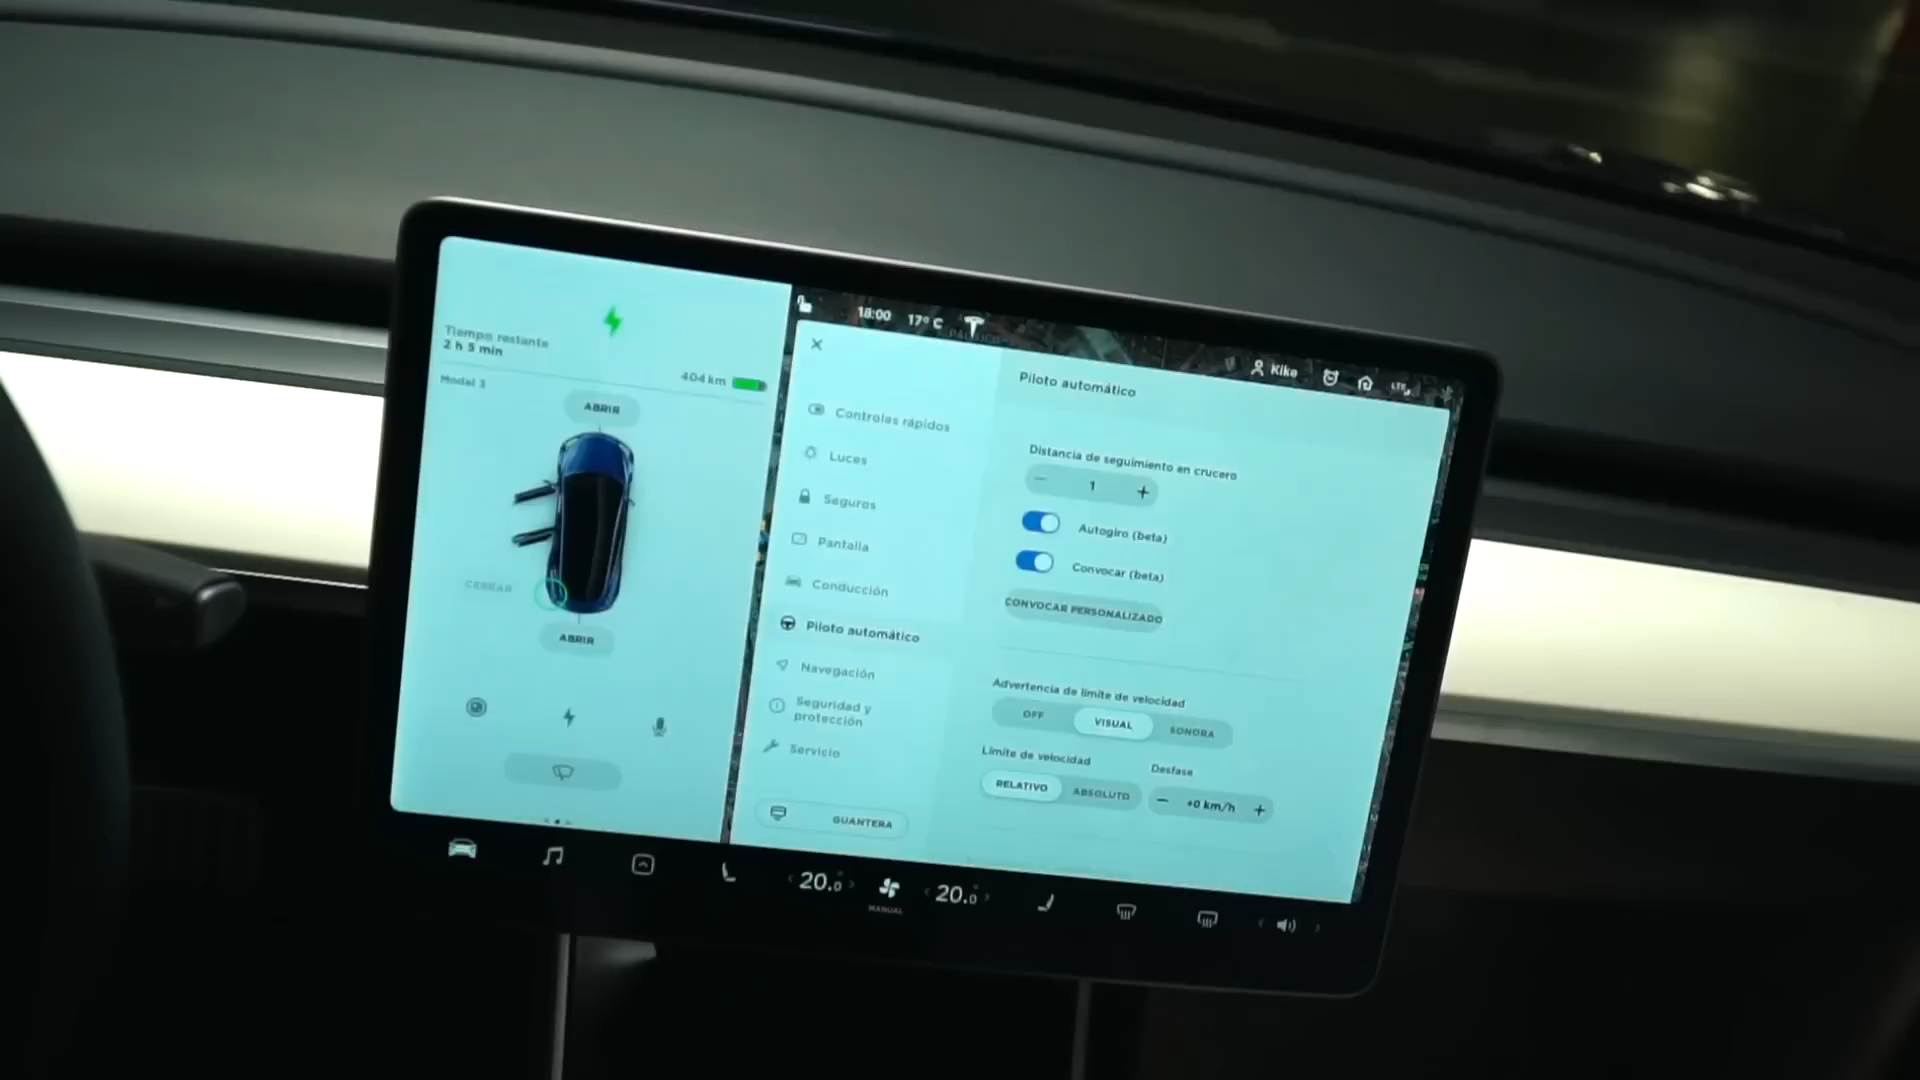 Tiempo restante
2 h 5 min
404 km
Model 3
ABRIR
CERRAR
ABRIR
18:00
17° C
Kike
LTE
Controles rápidos
Luces
Seguros
Pantalla
Conducción
Piloto automático
Navegación
Seguridad y
protección
Servicio
GUANTERA
Piloto automático
Distancia de seguimiento en crucero
− 1 +
Autogiro (beta)
Convocar (beta)
CONVOCAR PERSONALIZADO
Advertencia de límite de velocidad
OFF VISUAL SONORA
Límite de velocidad Desfase
RELATIVO ABSOLUTO − +0 km/h +
20.0 20.0
MANUAL